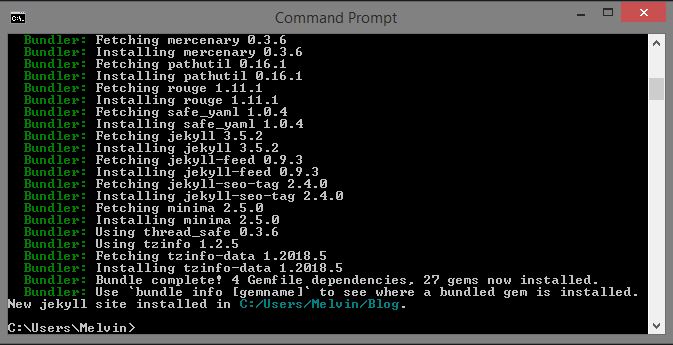 Command Prompt
Bundler: Fetching mercenary 0.3.6
Bundler: Installing mercenary 0.3.6
Bundler: Fetching pathutil 0.16.1
Bundler: Installing pathutil 0.16.1
Bundler: Fetching rouge 1.11.1
Bundler: Installing rouge 1.11.1
Bundler: Fetching safe_yaml 1.0.4
Bundler: Installing safe_yaml 1.0.4
Bundler: Fetching jekyll 3.5.2
Bundler: Installing jekyll 3.5.2
Bundler: Fetching jekyll-feed 0.9.3
Bundler: Installing jekyll-feed 0.9.3
Bundler: Fetching jekyll-seo-tag 2.4.0
Bundler: Installing jekyll-seo-tag 2.4.0
Bundler: Fetching minima 2.5.0
Bundler: Installing minima 2.5.0
Bundler: Using thread_safe 0.3.6
Bundler: Using tzinfo 1.2.5
Bundler: Fetching tzinfo-data 1.2018.5
Bundler: Installing tzinfo-data 1.2018.5
Bundler: Bundle complete! 4 Gemfile dependencies, 27 gems now installed.
Bundler: Use `bundle info [gemname]` to see where a bundled gem is installed.
New jekyll site installed in C:/Users/Melvin/Blog.
C:\Users\Melvin>